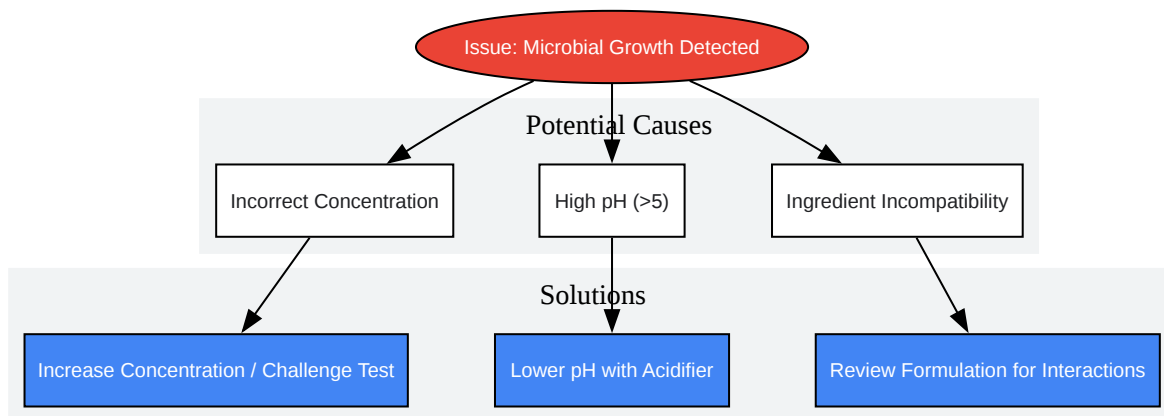 Issue: Microbial Growth Detected
Potential Causes
Incorrect Concentration
High pH (>5)
Ingredient Incompatibility
Solutions
Increase Concentration / Challenge Test
Lower pH with Acidifier
Review Formulation for Interactions